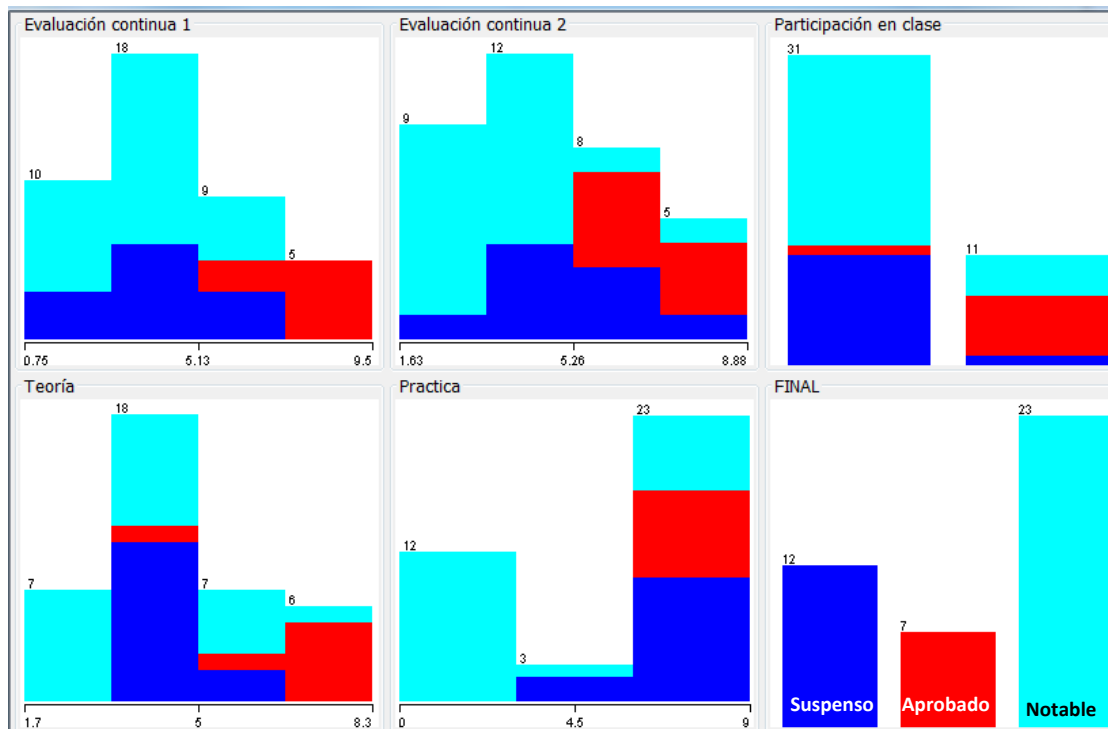 Evaluación continua 1
18
10
9
5
0.75 5.13 9.5
Evaluación continua 2
12
9
8
5
1.63 5.26 8.88
Participación en clase
31
11
Teoría
18
7
7
6
1.7 5 8.3
Practica
23
12
3
0 4.5 9
FINAL
23
12
7
Suspenso Aprobado Notable